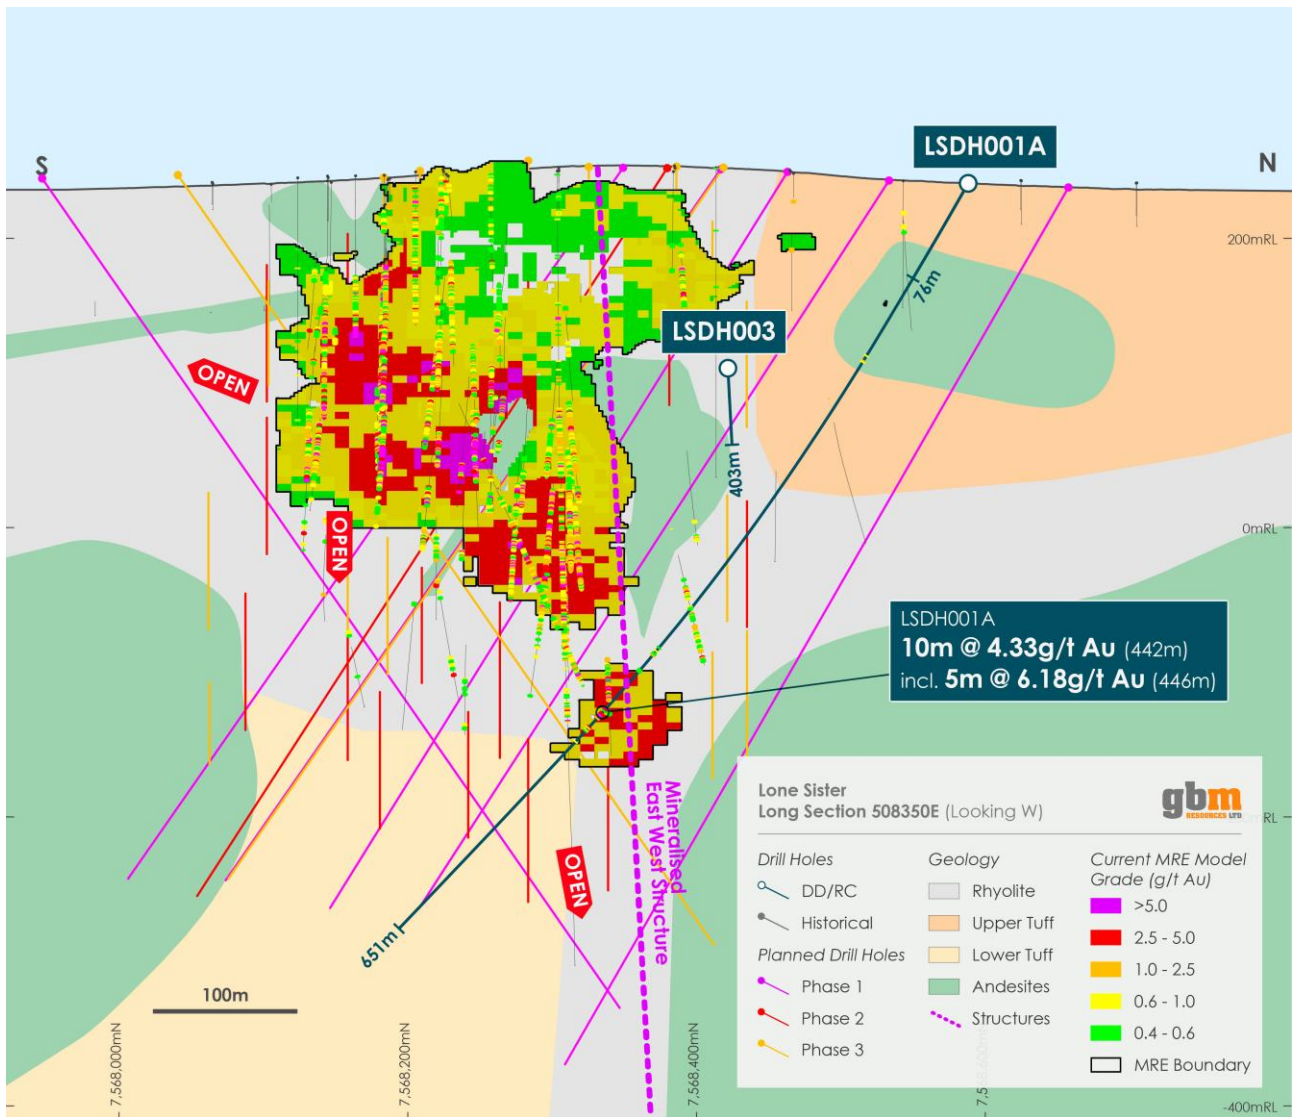 LSDH001A
S
N
200mRL
76m
LSDH003
OPEN
403m
OPEN
0mRL
LSDH001A
10m @ 4.33g/t Au (442m)
incl. 5m @ 6.18g/t Au (446m)
Mineralised
East West Structure
OPEN
651m
100m
7,568,000mN
7,568,200mN
7,568,400mN
-400mRL
Lone Sister
Long Section 508350E (Looking W)
gbm
RESOURCES LTD
Drill Holes
DD/RC
Historical
Planned Drill Holes
Phase 1
Phase 2
Phase 3
Geology
Rhyolite
Upper Tuff
Lower Tuff
Andesites
Structures
Current MRE Model
Grade (g/t Au)
>5.0
2.5 - 5.0
1.0 - 2.5
0.6 - 1.0
0.4 - 0.6
MRE Boundary